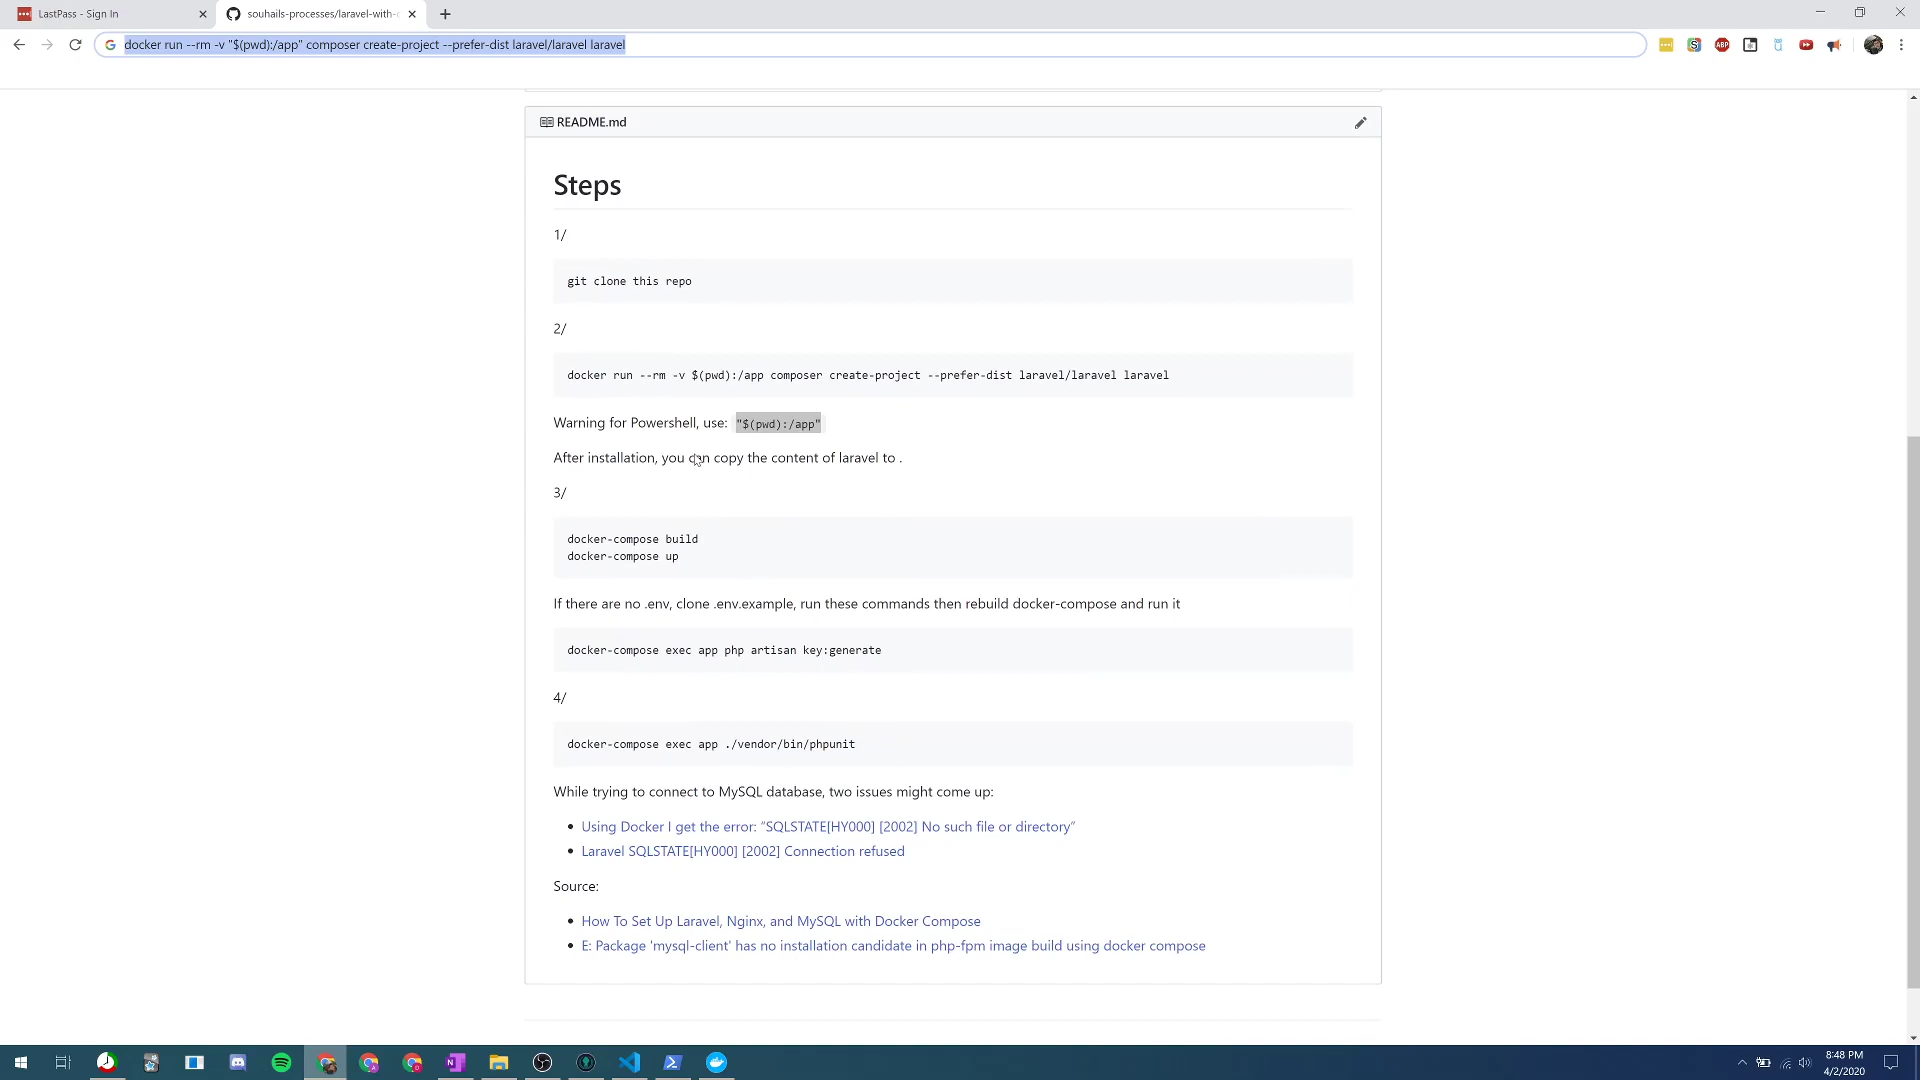 LastPass - Sign In
souhails-processes/laravel-with-
docker run --rm -v "$(pwd):/app" composer create-project --prefer-dist laravel/laravel laravel
README.md
Steps
1/
git clone this repo
2/
docker run --rm -v $(pwd):/app composer create-project --prefer-dist laravel/laravel laravel
Warning for Powershell, use: "$(pwd):/app"
After installation, you can copy the content of laravel to .
3/
docker-compose build
docker-compose up
If there are no .env, clone .env.example, run these commands then rebuild docker-compose and run it
docker-compose exec app php artisan key:generate
4/
docker-compose exec app ./vendor/bin/phpunit
While trying to connect to MySQL database, two issues might come up:
Using Docker I get the error: "SQLSTATE[HY000] [2002] No such file or directory"
Laravel SQLSTATE[HY000] [2002] Connection refused
Source:
How To Set Up Laravel, Nginx, and MySQL with Docker Compose
E: Package 'mysql-client' has no installation candidate in php-fpm image build using docker compose
8:48 PM
4/2/2020